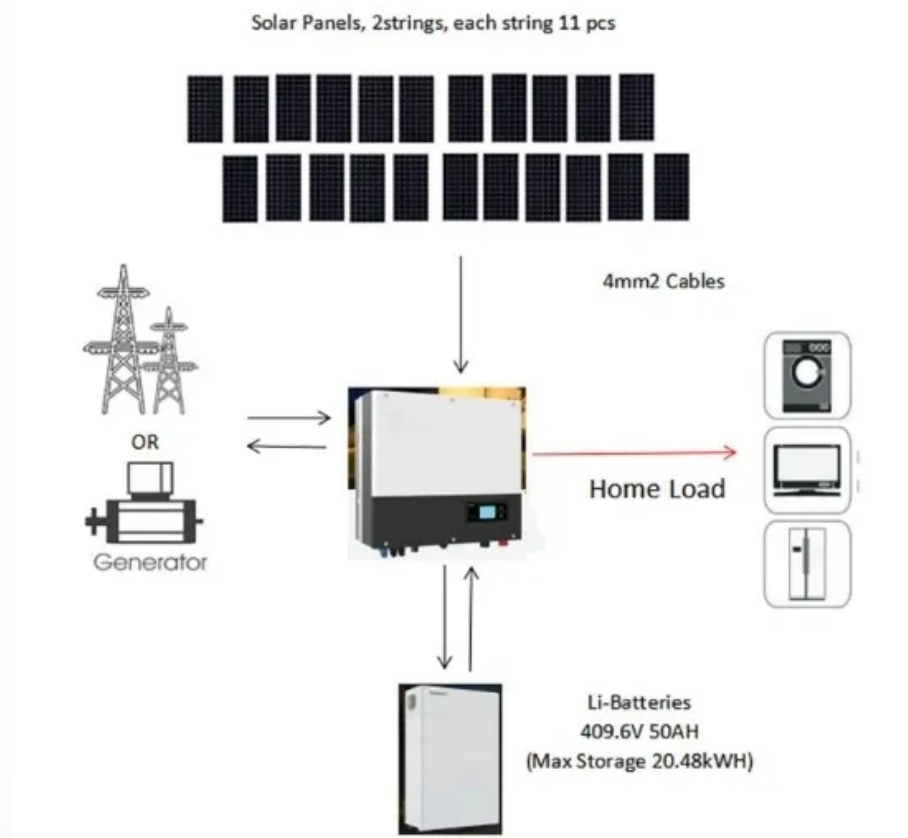 Solar Panels, 2strings, each string 11 pcs
4mm2 Cables
OR
Generator
Home Load
Li-Batteries
409.6V 50AH
(Max Storage 20.48kWH)